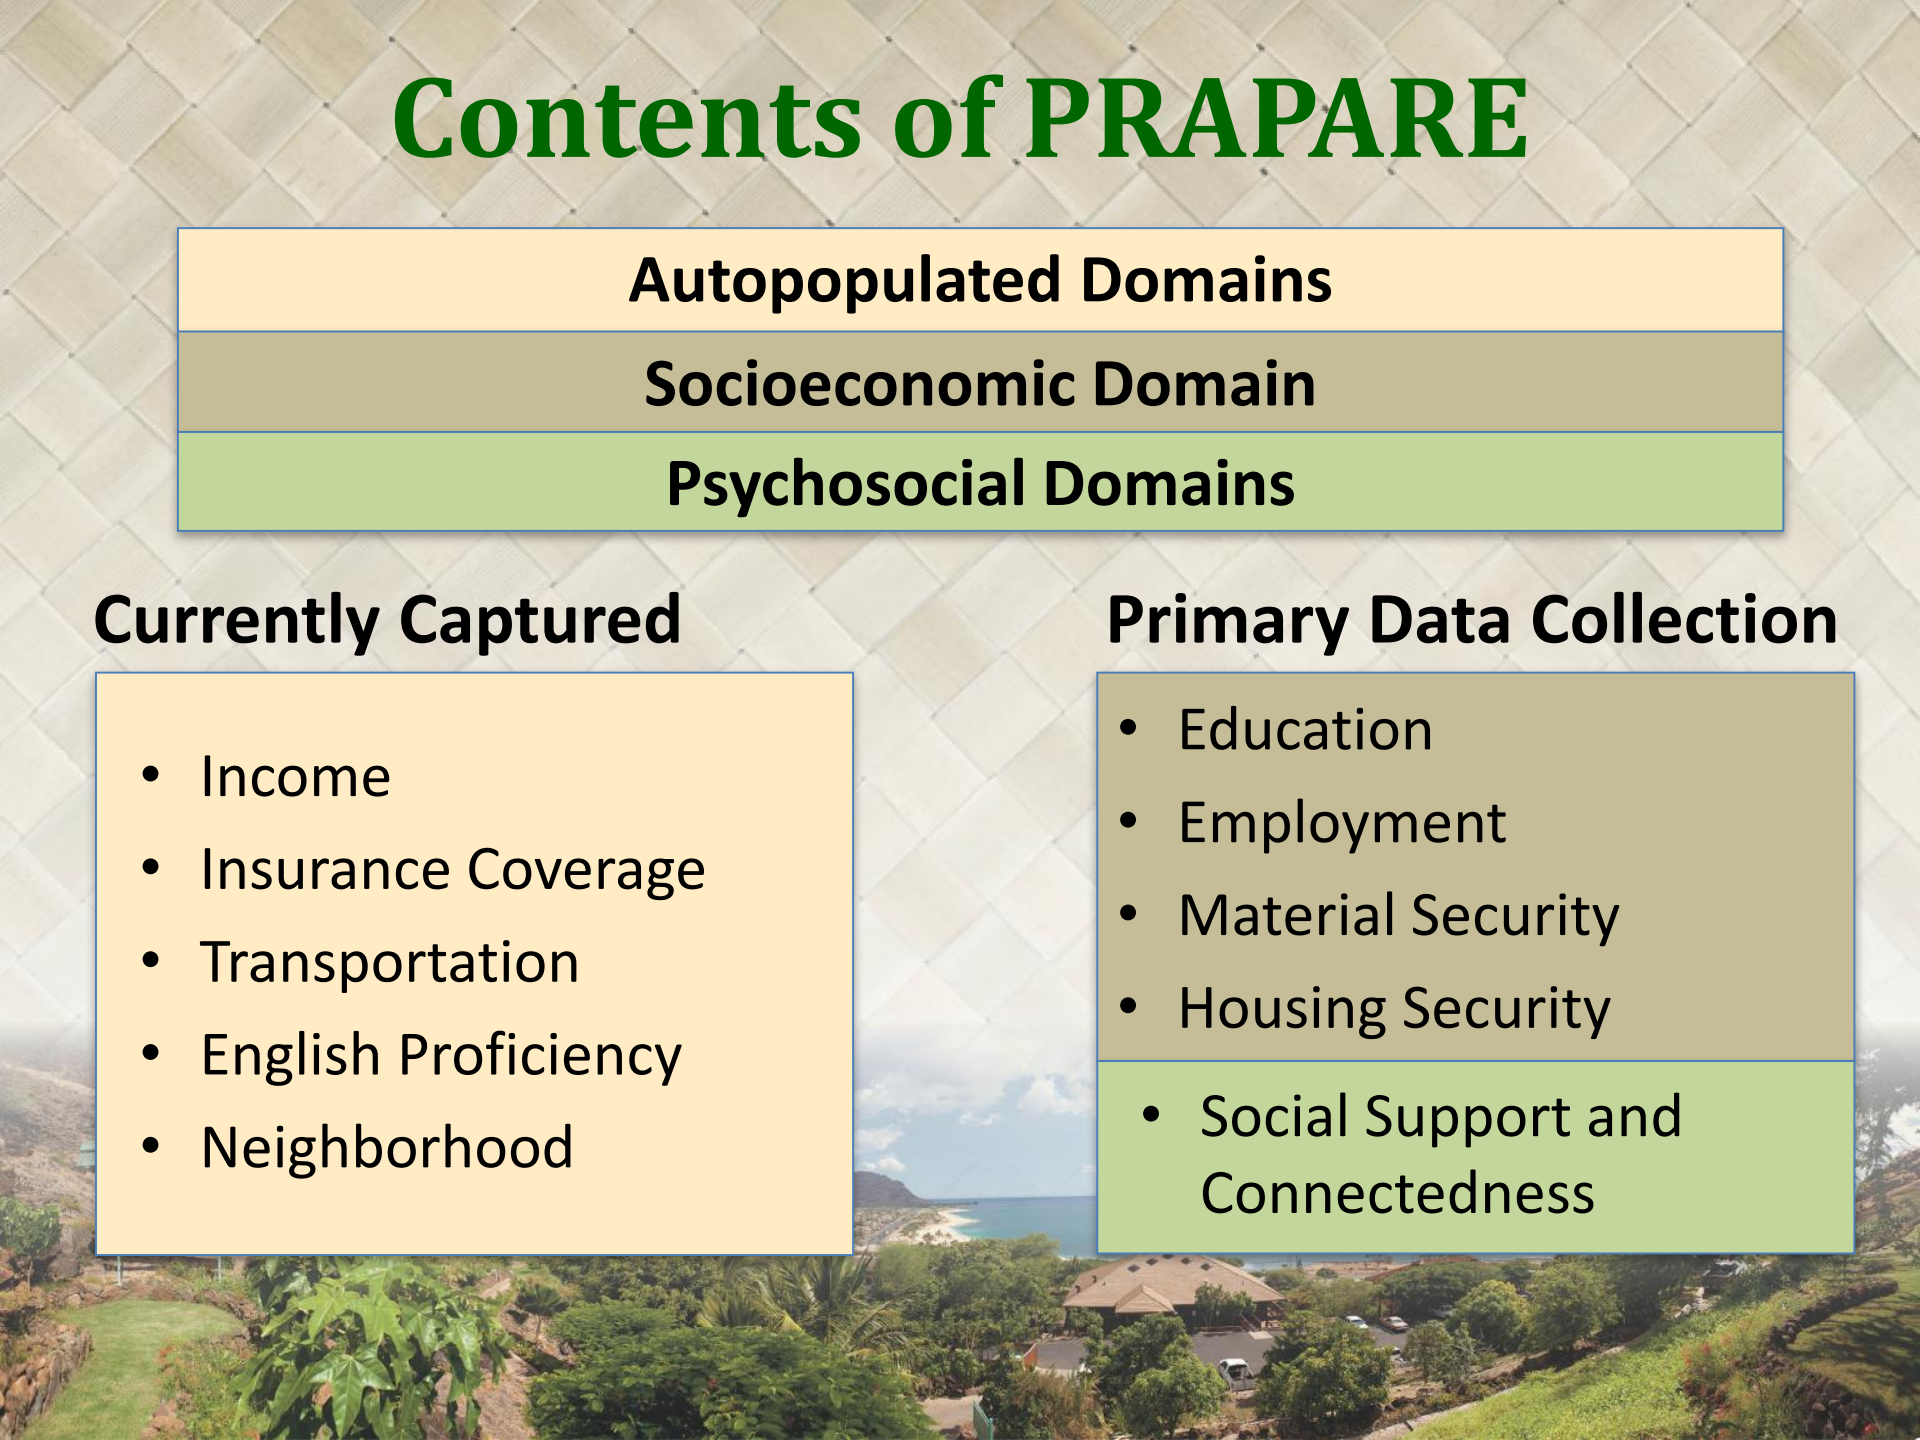 Contents of PRAPARE
Autopopulated Domains
Socioeconomic Domain
Psychosocial Domains
Currently Captured
• Income
• Insurance Coverage
• Transportation
• English Proficiency
• Neighborhood
Primary Data Collection
• Education
• Employment
• Material Security
• Housing Security
• Social Support and
Connectedness